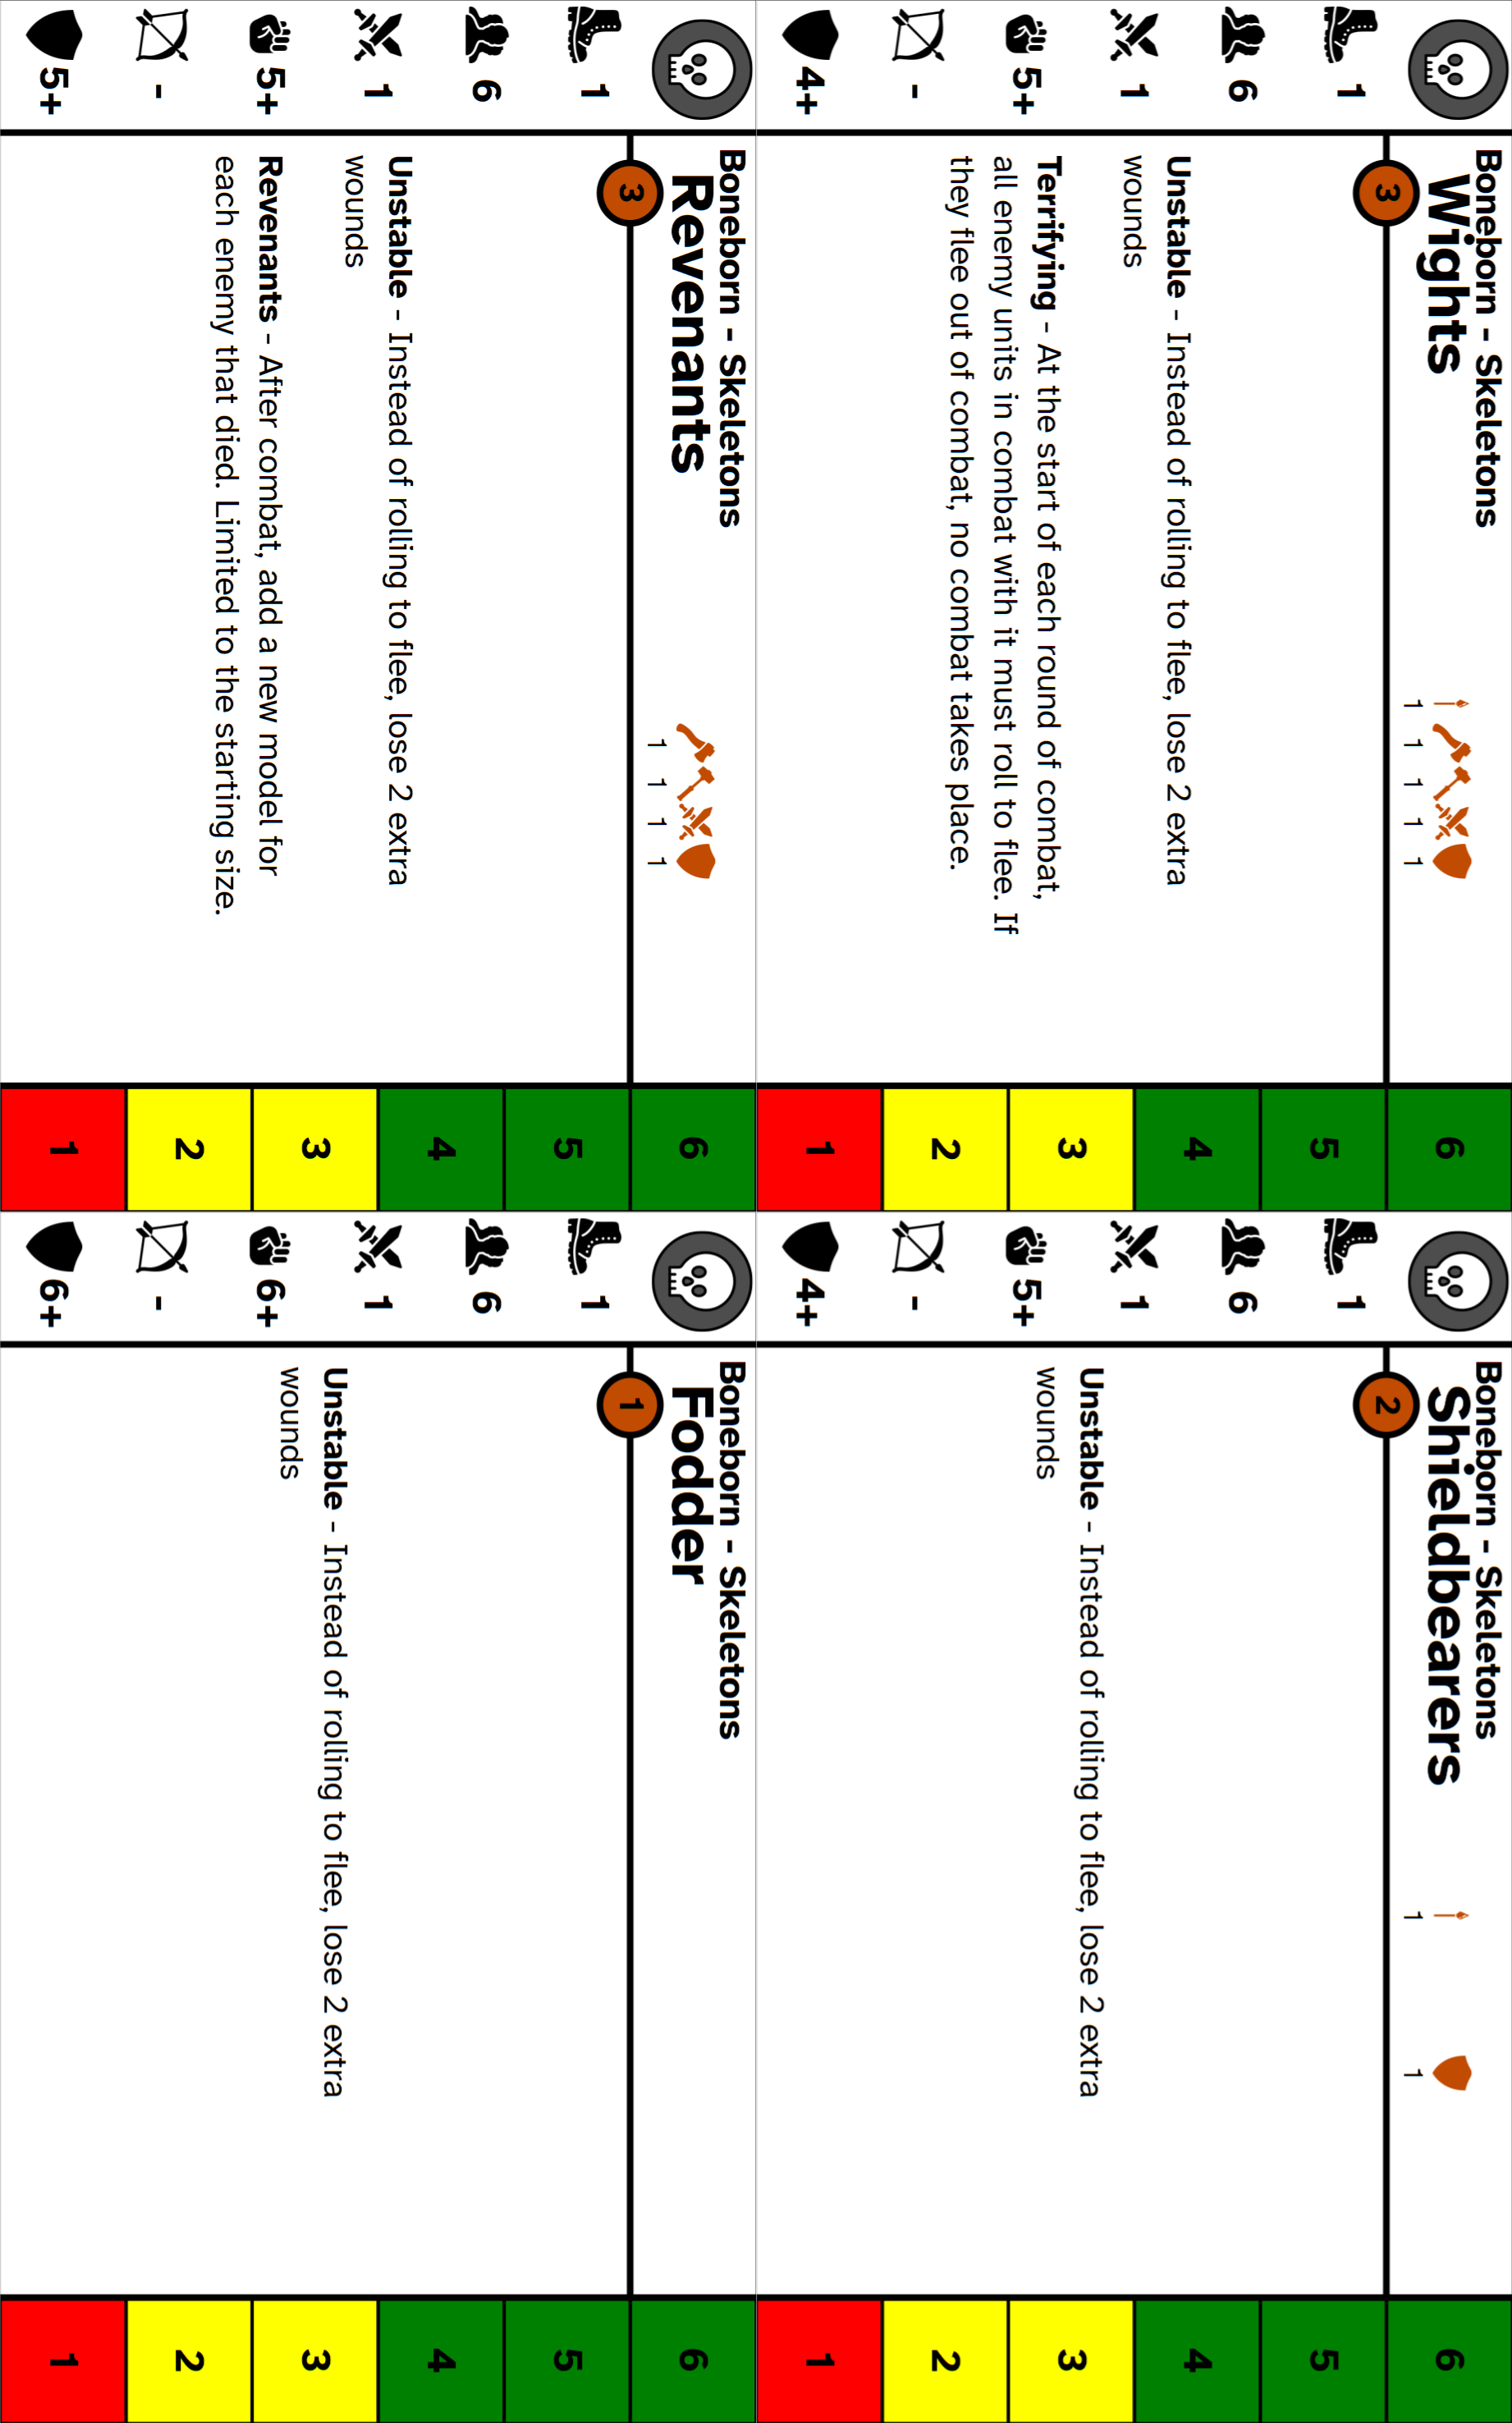 Boneborn - Skeletons
Wights
3
1 1 1 1 1
1
6
1
5+
-
4+
Unstable - Instead of rolling to flee, lose 2 extra
wounds
Terrifying - At the start of each round of combat,
all enemy units in combat with it must roll to flee. If
they flee out of combat, no combat takes place.
6
5
4
3
2
1
Boneborn - Skeletons
Shieldbearers
2
1 1
1
6
1
5+
-
4+
Unstable - Instead of rolling to flee, lose 2 extra
wounds
6
5
4
3
2
1
Boneborn - Skeletons
Revenants
3
1 1 1 1
1
6
1
5+
-
5+
Unstable - Instead of rolling to flee, lose 2 extra
wounds
Revenants - After combat, add a new model for
each enemy that died. Limited to the starting size.
6
5
4
3
2
1
Boneborn - Skeletons
Fodder
1
1
6
1
6+
-
6+
Unstable - Instead of rolling to flee, lose 2 extra
wounds
6
5
4
3
2
1